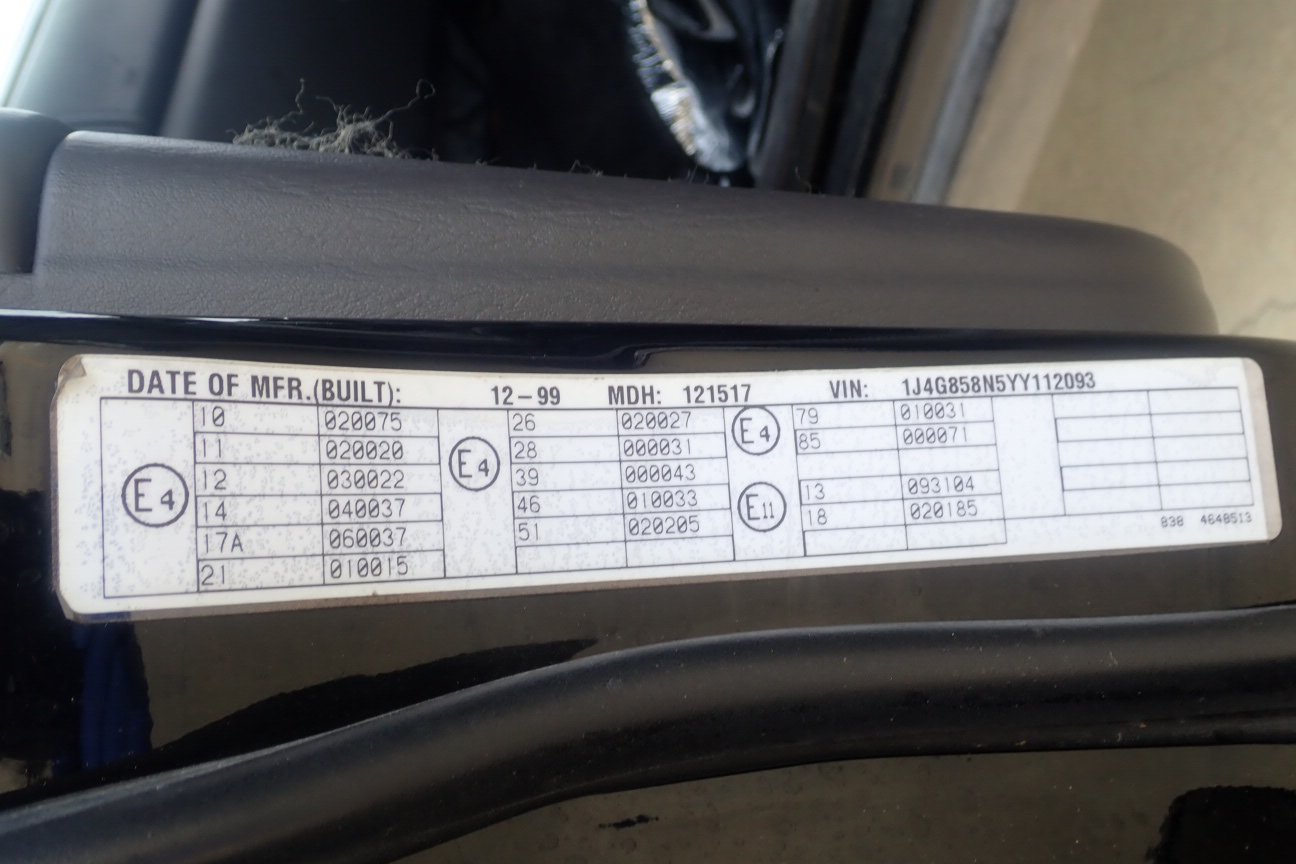 DATE OF MFR.(BUILT): 12-99 MDH: 121517 VIN: 1J4G858N5YY112093
E4
10 020075
11 020020
12 030022
14 040037
17A 060037
21 010015
E4
26 020027
28 000031
39 000043
46 010033
51 020205
E4
79 010031
85 000071
E11
13 093104
18 020185
838 4648513